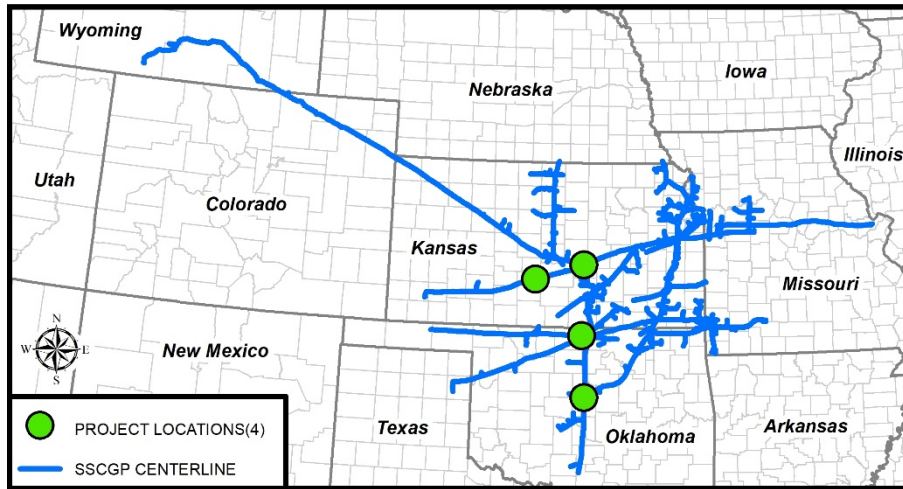 Wyoming
Iowa
Nebraska
Illinois
Utah
Colorado
Kansas
Missouri
N
W E
S
New Mexico
Texas
Oklahoma
Arkansas
PROJECT LOCATIONS(4)
SSCGP CENTERLINE